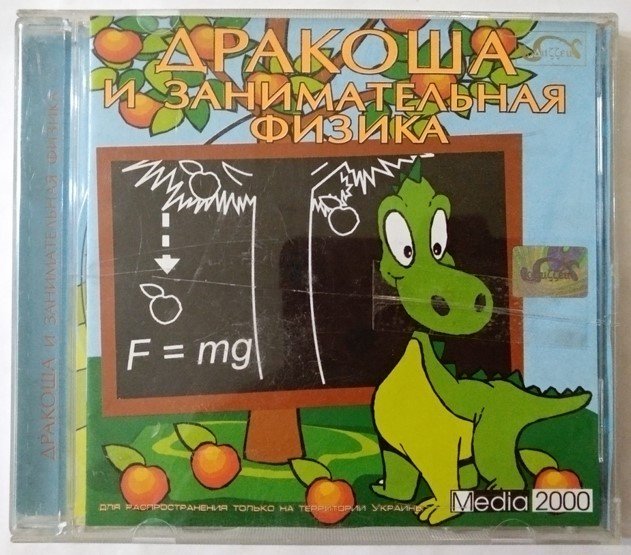 ДРАКОША
И ЗАНИМАТЕЛЬНАЯ
ФИЗИКА
F = mg
ДРАКОША И ЗАНИМАТЕЛЬНАЯ ФИЗИКА
ДЛЯ РАСПРОСТРАНЕНИЯ ТОЛЬКО НА ТЕРРИТОРИИ УКРАИНЫ
Media 2000